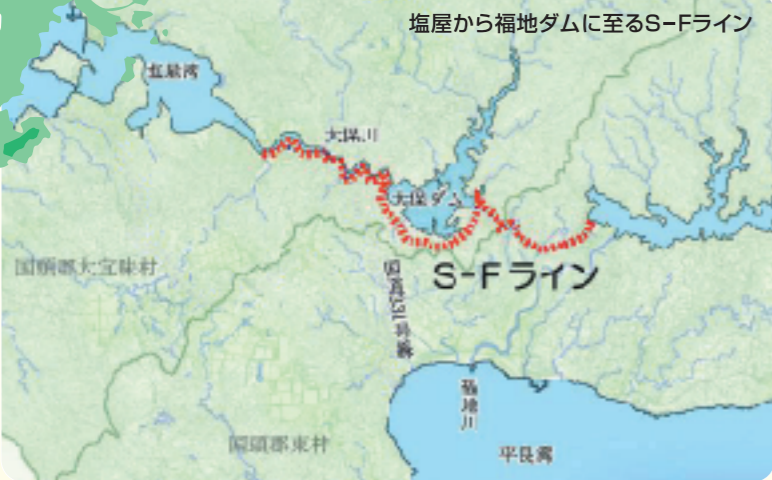 塩屋から福地ダムに至るS-Fライン
塩屋湾
大保川
大保ダム
S-Fライン
国頭郡大宜味村
国道331号線
福地川
国頭郡東村
平良湾